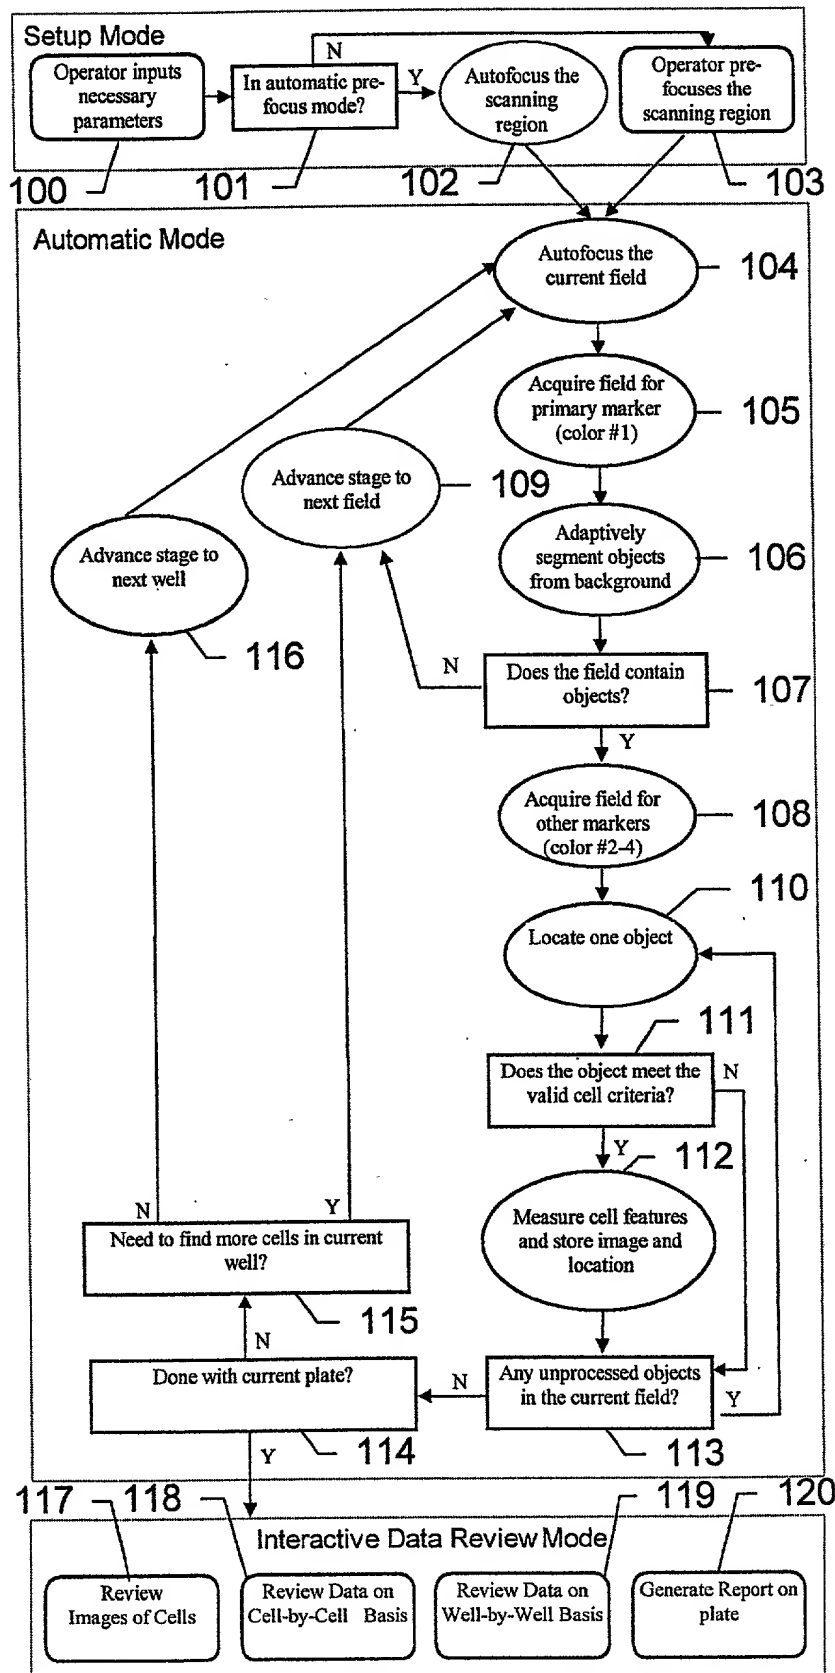 Setup Mode
N
Operator inputs
necessary
parameters
In automatic pre-
focus mode?
Y
Autofocus the
scanning
region
Operator pre-
focuses the
scanning region
100
101
102
103
Automatic Mode
Autofocus the
current field
104
Acquire field for
primary marker
(color #1)
105
Advance stage to
next field
109
Advance stage to
next well
116
Adaptively
segment objects
from background
106
N
Does the field contain
objects?
107
Y
Acquire field for
other markers
(color #2-4)
108
110
Locate one object
111
Does the object meet the
valid cell criteria?
N
Y
112
Measure cell features
and store image and
location
N
Y
Need to find more cells in current
well?
115
N
Done with current plate?
N
Any unprocessed objects
in the current field?
Y
114
113
Y
117
118
119
120
Interactive Data Review Mode
Review
Images of Cells
Review Data on
Cell-by-Cell Basis
Review Data on
Well-by-Well Basis
Generate Report on
plate